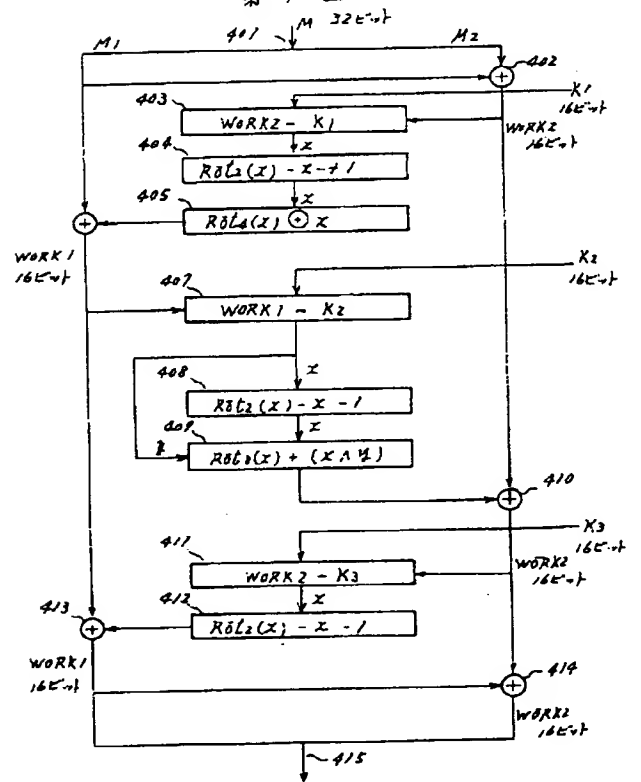 M 32ビット
401
M1
M2
402
403
K1
16ビット
WORK2 - K1
WORK2
16ビット
404
x
Rot2(x) - x - + 1
405
x
Rot4(x) ⊕ x
WORK1
16ビット
K2
16ビット
407
WORK1 - K2
408
x
Rot2(x) - x - 1
409
x
410
K3
16ビット
411
WORK2
16ビット
WORK2 - K3
413
412
x
Rot2(x) - x - 1
WORK1
16ビット
414
WORK2
16ビット
415